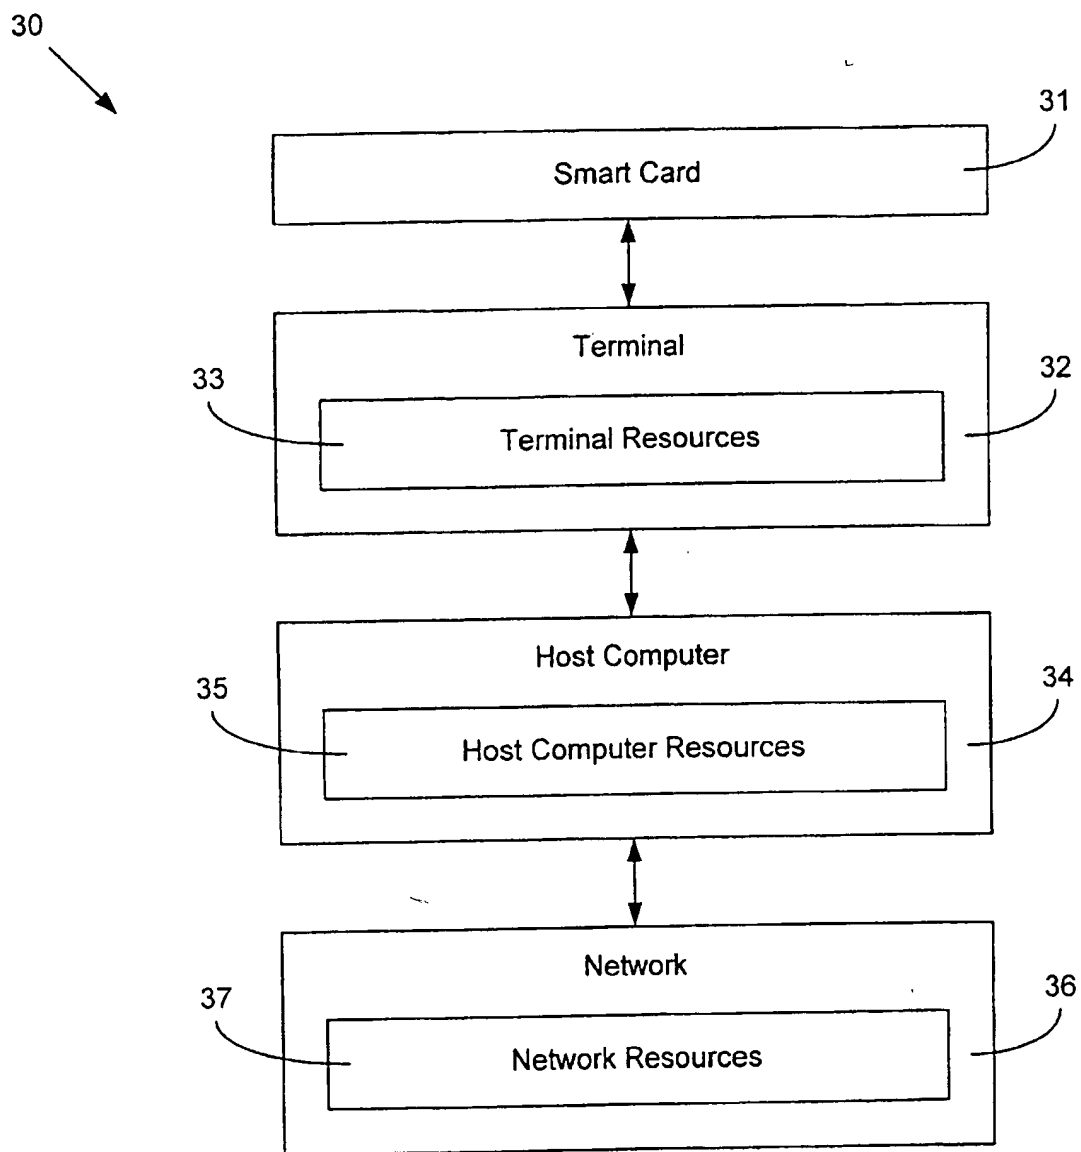 30
31
Smart Card
Terminal
33
32
Terminal Resources
Host Computer
35
34
Host Computer Resources
Network
37
36
Network Resources